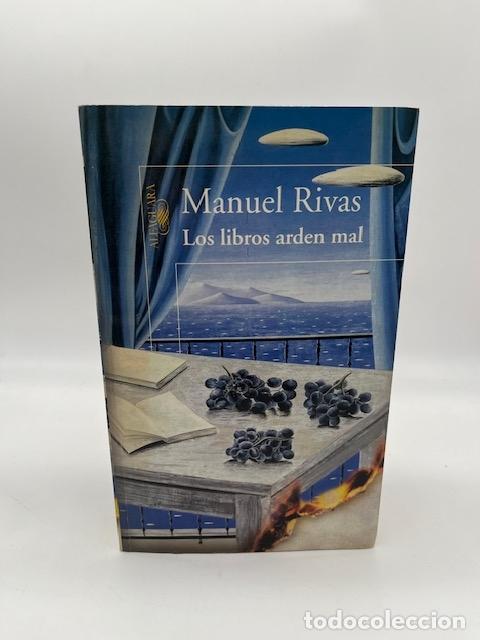 ALFAGUARA
Manuel Rivas
Los libros arden mal
todocoleccion